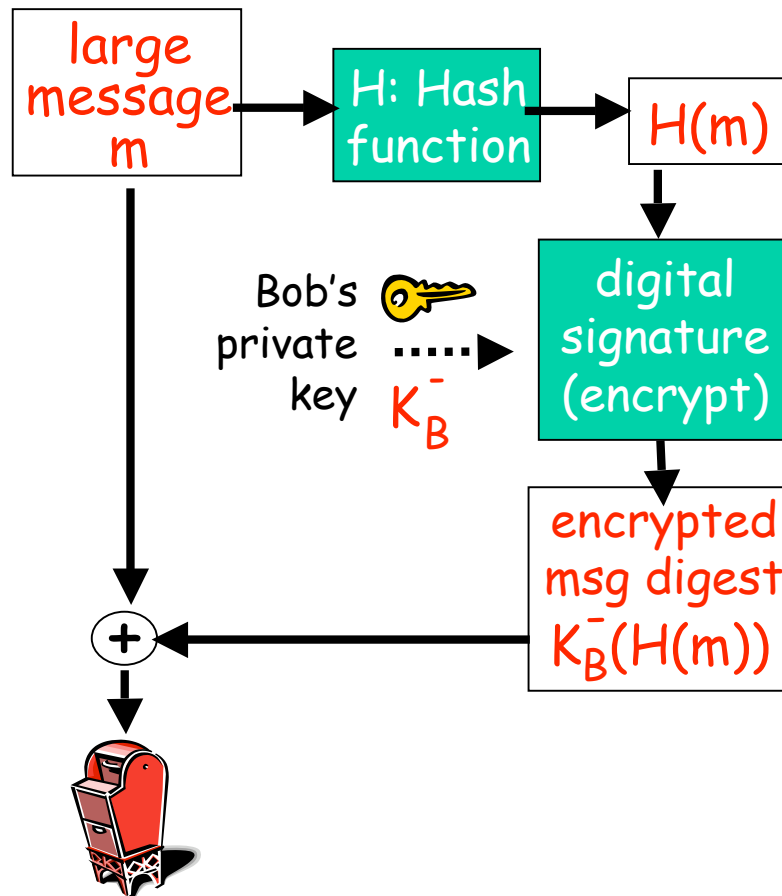 large
message
m
H: Hash
function
H(m)
Bob's
private
key
K_B^-
digital
signature
(encrypt)
encrypted
msg digest
K_B^-(H(m))
+